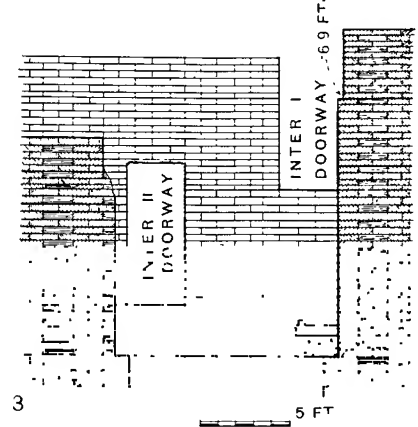 INTER I
DOORWAY
6 9 FT
INTER II
DOORWAY
3
5 FT